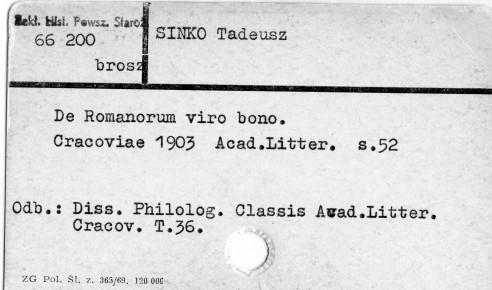 Zakł. Hist. Powsz. Staroż
66 200
brosz
SINKO Tadeusz
De Romanorum viro bono.
Cracoviae 1903 Acad.Litter. s.52
Odb.: Diss. Philolog. Classis Acad.Litter.
Cracov. T.36.
ZG Pol. Śl. z. 365/69. 120 000